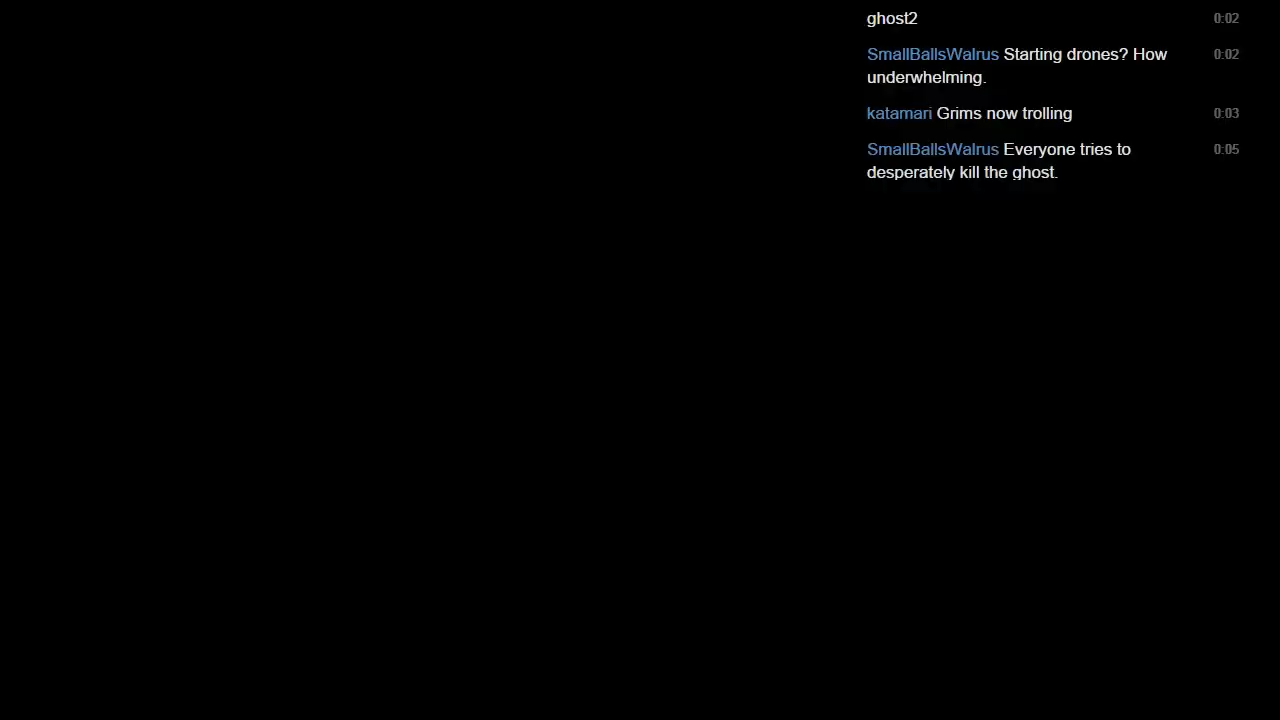 ghost2 0:02
SmallBallsWalrus Starting drones? How 0:02
underwhelming.
katamari Grims now trolling 0:03
SmallBallsWalrus Everyone tries to 0:05
desperately kill the ghost.